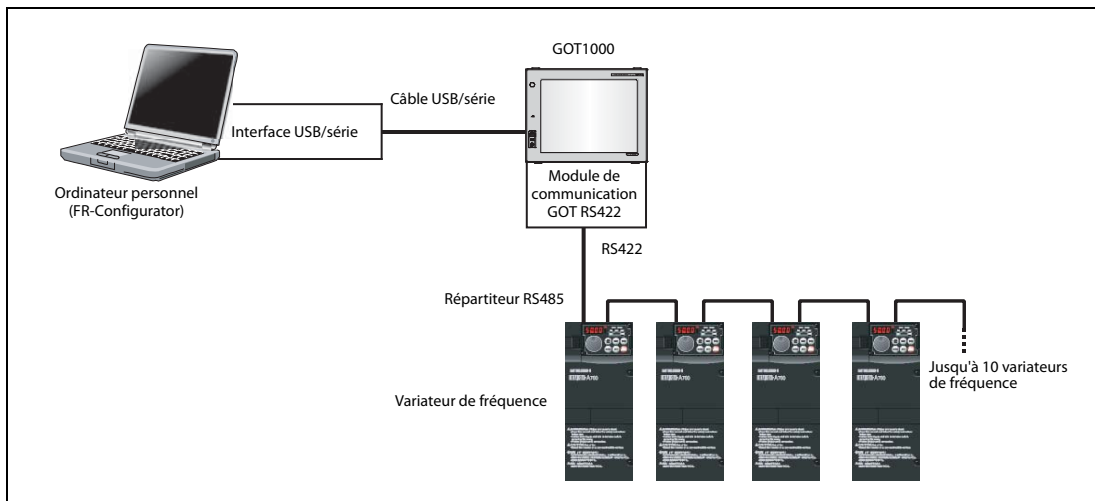 GOT1000
Câble USB/série
Interface USB/série
Ordinateur personnel
(FR-Configurator)
Module de
communication
GOT RS422
RS422
Répartiteur RS485
Variateur de fréquence
Jusqu'à 10 variateurs
de fréquence